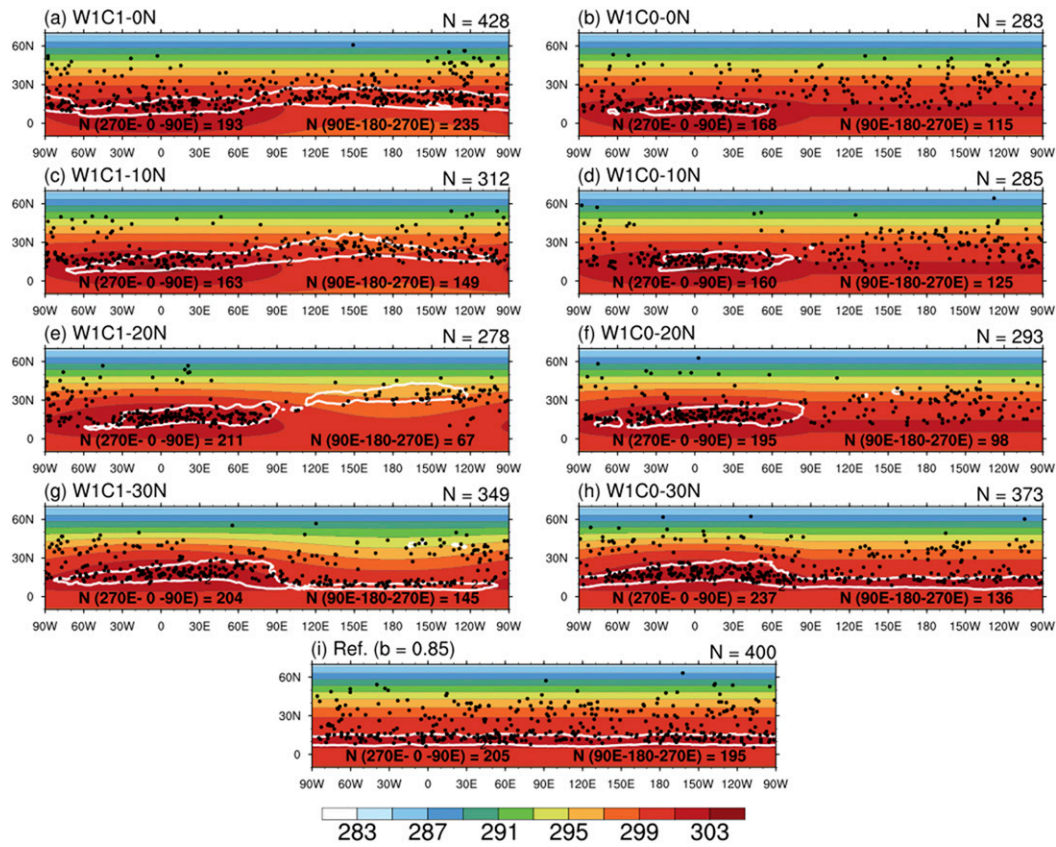 (a) W1C1-0N N = 428
60N
30N
0
N (270E- 0 -90E) = 193 N (90E-180-270E) = 235
90W 60W 30W 0 30E 60E 90E 120E 150E 180 150W 120W 90W
(b) W1C0-0N N = 283
60N
30N
0
N (270E- 0 -90E) = 168 N (90E-180-270E) = 115
90W 60W 30W 0 30E 60E 90E 120E 150E 180 150W 120W 90W
(c) W1C1-10N N = 312
60N
30N
0
N (270E- 0 -90E) = 163 N (90E-180-270E) = 149
90W 60W 30W 0 30E 60E 90E 120E 150E 180 150W 120W 90W
(d) W1C0-10N N = 285
60N
30N
0
N (270E- 0 -90E) = 160 N (90E-180-270E) = 125
90W 60W 30W 0 30E 60E 90E 120E 150E 180 150W 120W 90W
(e) W1C1-20N N = 278
60N
30N
0
N (270E- 0 -90E) = 211 N (90E-180-270E) = 67
90W 60W 30W 0 30E 60E 90E 120E 150E 180 150W 120W 90W
(f) W1C0-20N N = 293
60N
30N
0
N (270E- 0 -90E) = 195 N (90E-180-270E) = 98
90W 60W 30W 0 30E 60E 90E 120E 150E 180 150W 120W 90W
(g) W1C1-30N N = 349
60N
30N
0
N (270E- 0 -90E) = 204 N (90E-180-270E) = 145
90W 60W 30W 0 30E 60E 90E 120E 150E 180 150W 120W 90W
(h) W1C0-30N N = 373
60N
30N
0
N (270E- 0 -90E) = 237 N (90E-180-270E) = 136
90W 60W 30W 0 30E 60E 90E 120E 150E 180 150W 120W 90W
(i) Ref. (b = 0.85) N = 400
60N
30N
0
N (270E- 0 -90E) = 205 N (90E-180-270E) = 195
90W 60W 30W 0 30E 60E 90E 120E 150E 180 150W 120W 90W
283 287 291 295 299 303